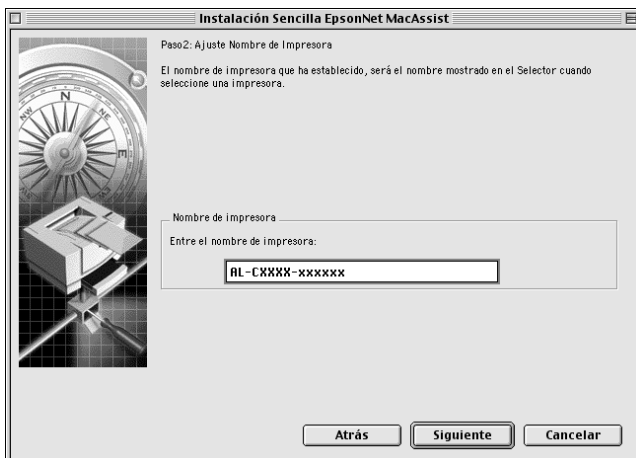 Instalación Sencilla EpsonNet MacAssist
Paso2: Ajuste Nombre de Impresora
El nombre de impresora que ha establecido, será el nombre mostrado en el Selector cuando
seleccione una impresora.
N
NE
E
Nombre de impresora
Entre el nombre de impresora:
AL-CXXXX-xxxxxx
Atrás
Siguiente
Cancelar